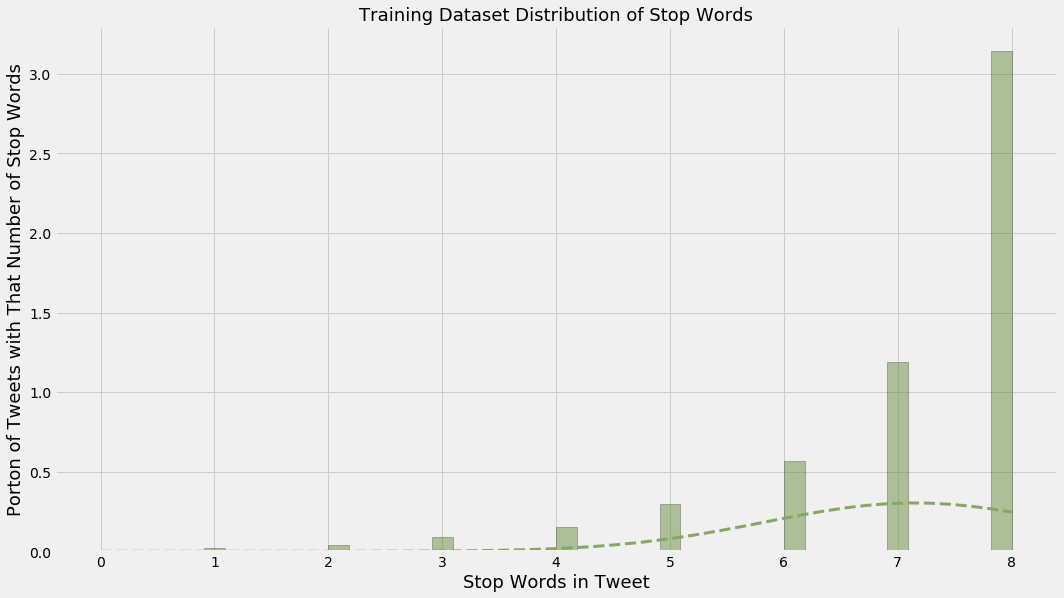 Training Dataset Distribution of Stop Words
Porton of Tweets with That Number of Stop Words
3.0
2.5
2.0
1.5
1.0
0.5
0.0
0 1 2 3 4 5 6 7 8
Stop Words in Tweet